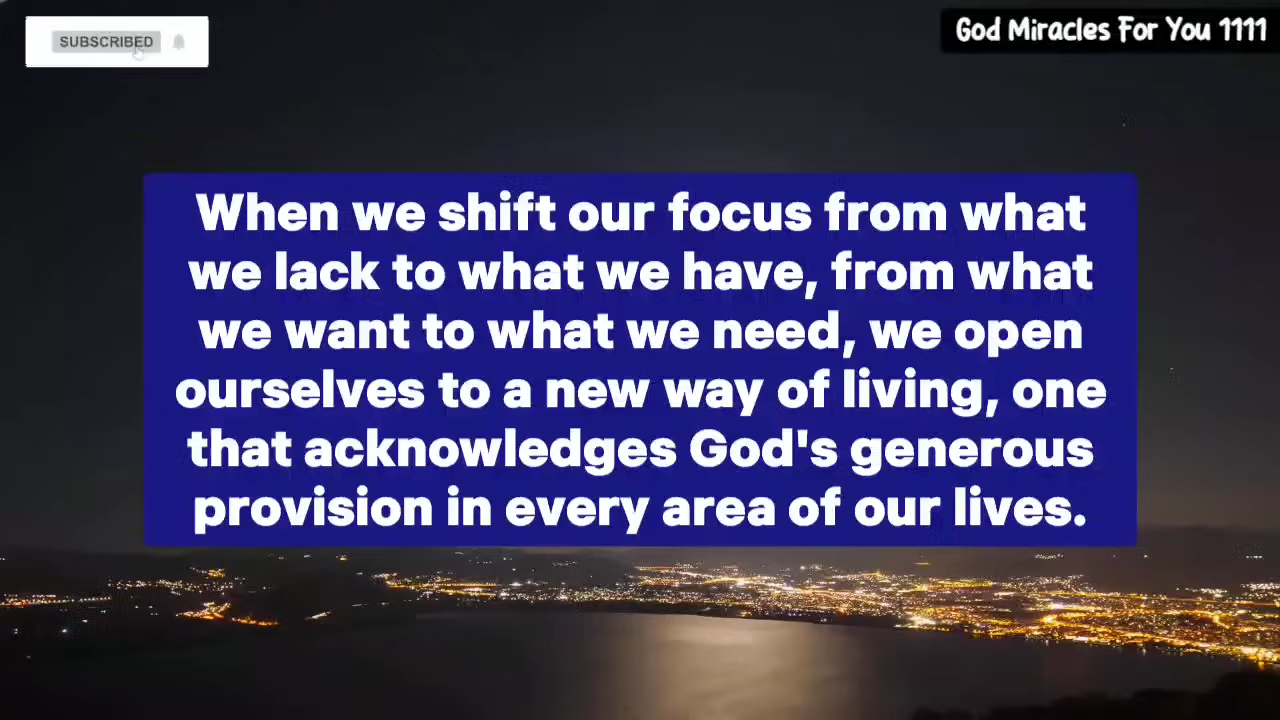 SUBSCRIBED
God Miracles For You 1111
When we shift our focus from what
we lack to what we have, from what
we want to what we need, we open
ourselves to a new way of living, one
that acknowledges God's generous
provision in every area of our lives.